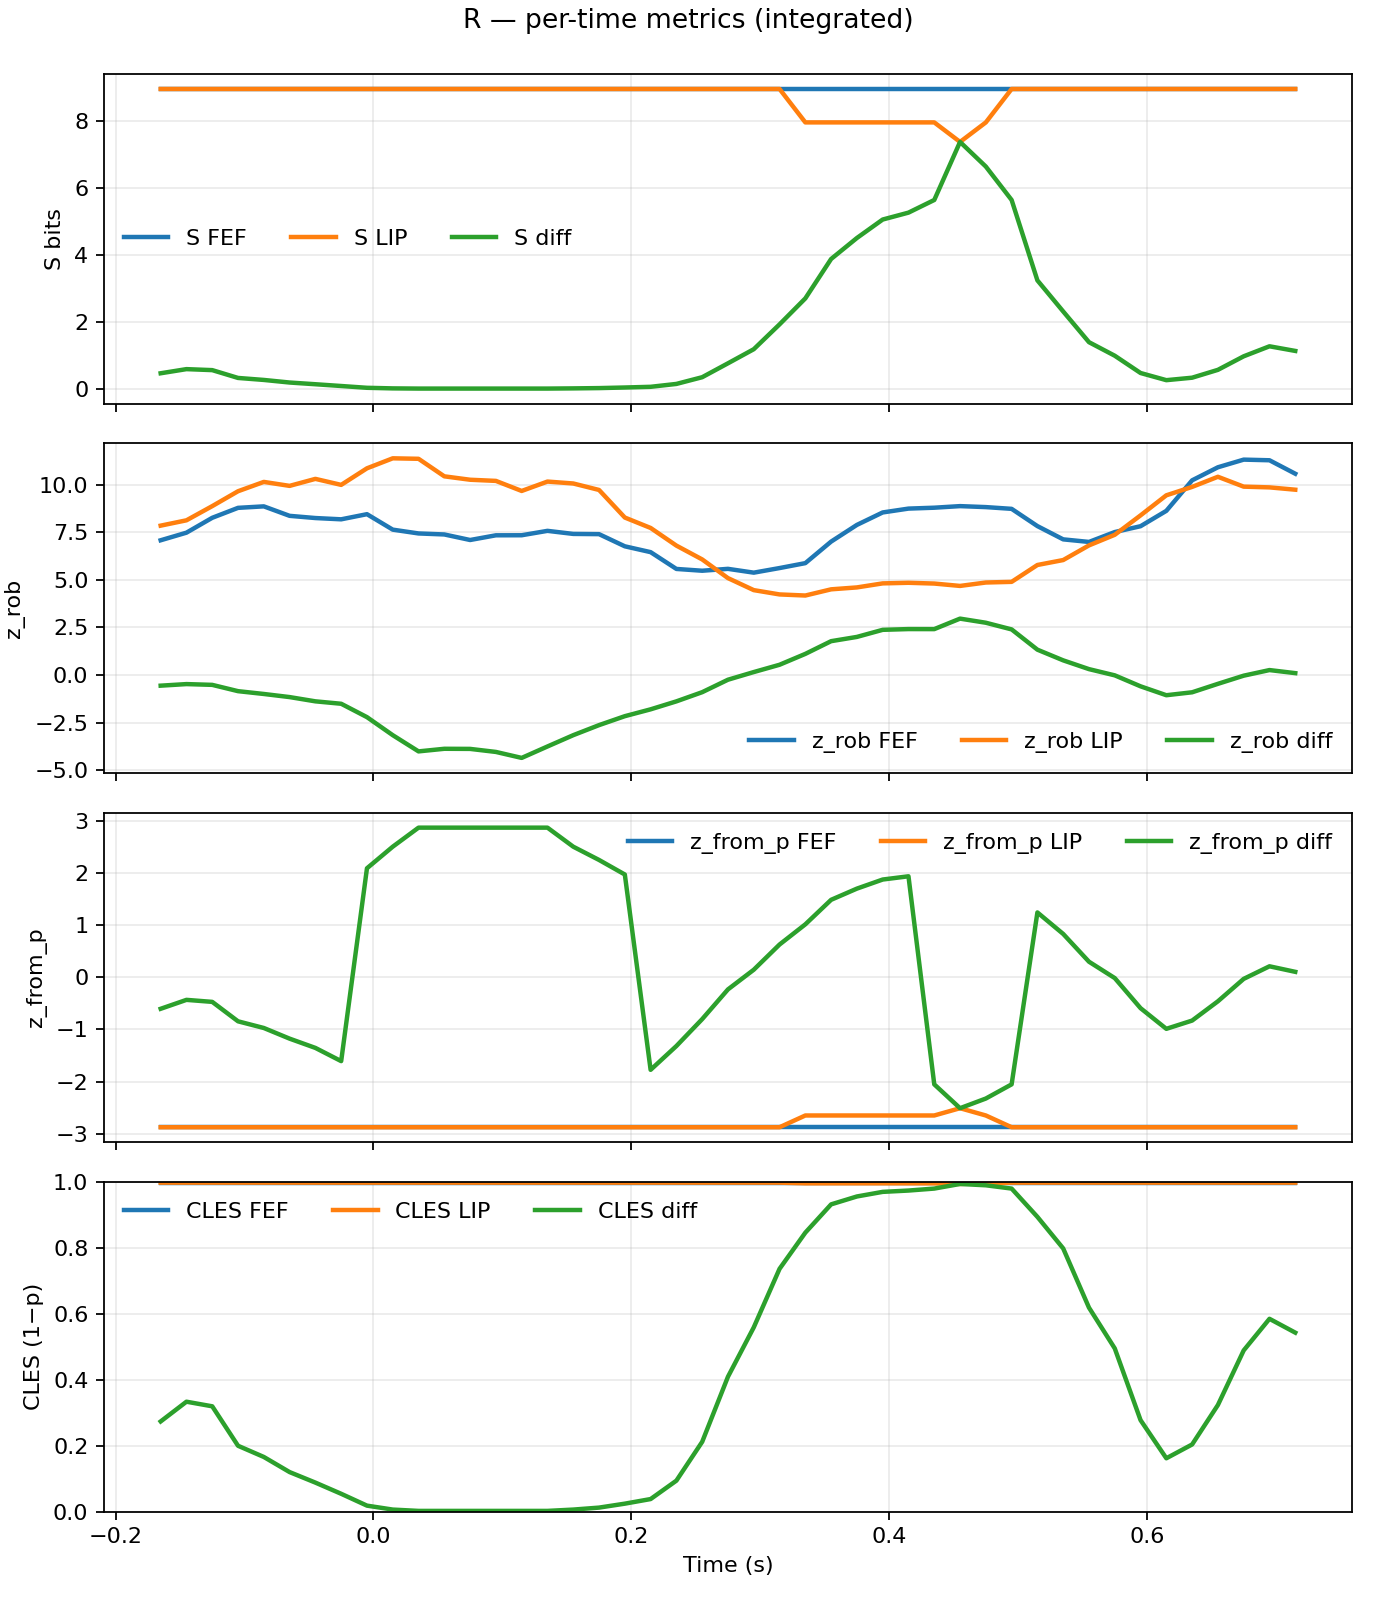 R — per-time metrics (integrated)
8
6
4
2
0
S bits
S FEF
S LIP
S diff
10.0
7.5
5.0
2.5
0.0
−2.5
−5.0
z_rob
z_rob FEF
z_rob LIP
z_rob diff
3
2
1
0
−1
−2
−3
z_from_p
z_from_p FEF
z_from_p LIP
z_from_p diff
1.0
0.8
0.6
0.4
0.2
0.0
CLES (1−p)
CLES FEF
CLES LIP
CLES diff
−0.2
0.0
0.2
0.4
0.6
Time (s)